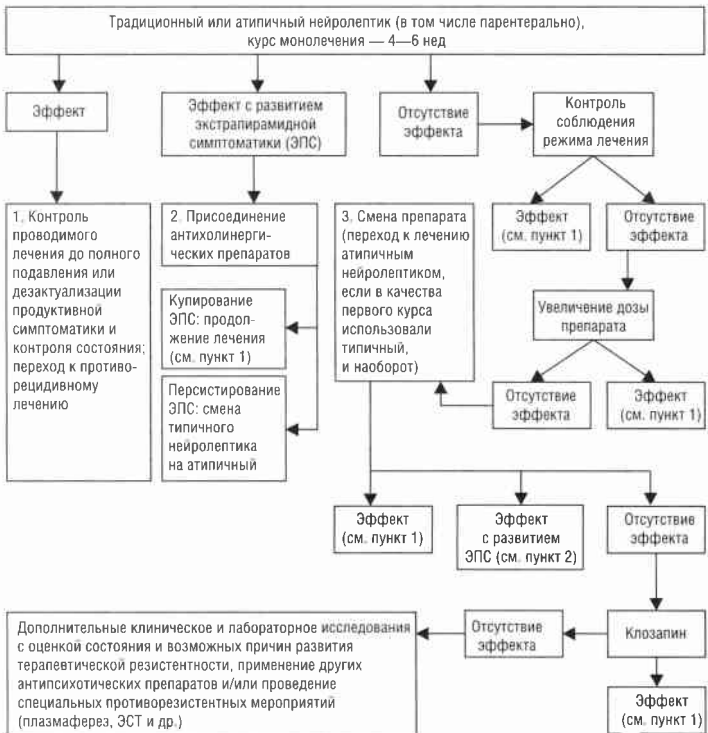 Традиционный или атипичный нейролептик (в том числе парентерально),
курс монолечения — 4—6 нед
Эффект
Эффект с развитием
экстрапирамидной
симптоматики (ЭПС)
Отсутствие
эффекта
Контроль
соблюдения
режима лечения
1. Контроль
проводимого
лечения до полного
подавления или
дезактуализации
продуктивной
симптоматики и
контроля состояния;
переход к противо-
рецидивному
лечению
2. Присоединение
антихолинерги-
ческих препаратов
Купирование
ЭПС: продол-
жение лечения
(см. пункт 1)
Персистирование
ЭПС: смена
типичного
нейролептика
на атипичный
3. Смена препарата
(переход к лечению
атипичным
нейролептиком,
если в качества
первого курса
использовали
типичный,
и наоборот)
Эффект
(см. пункт 1)
Отсутствие
эффекта
Увеличение дозы
препарата
Отсутствие
эффекта
Эффект
(см. пункт 1)
Эффект
(см. пункт 1)
Эффект
с развитием
ЭПС (см. пункт 2)
Отсутствие
эффекта
Клозапин
Отсутствие
эффекта
Эффект
(см. пункт 1)
Дополнительные клиническое и лабораторное исследования
с оценкой состояния и возможных причин развития
терапевтической резистентности, применение других
антипсихотических препаратов и/или проведение
специальных противорезистентных мероприятий
(плазмаферез, ЭСТ и др.)